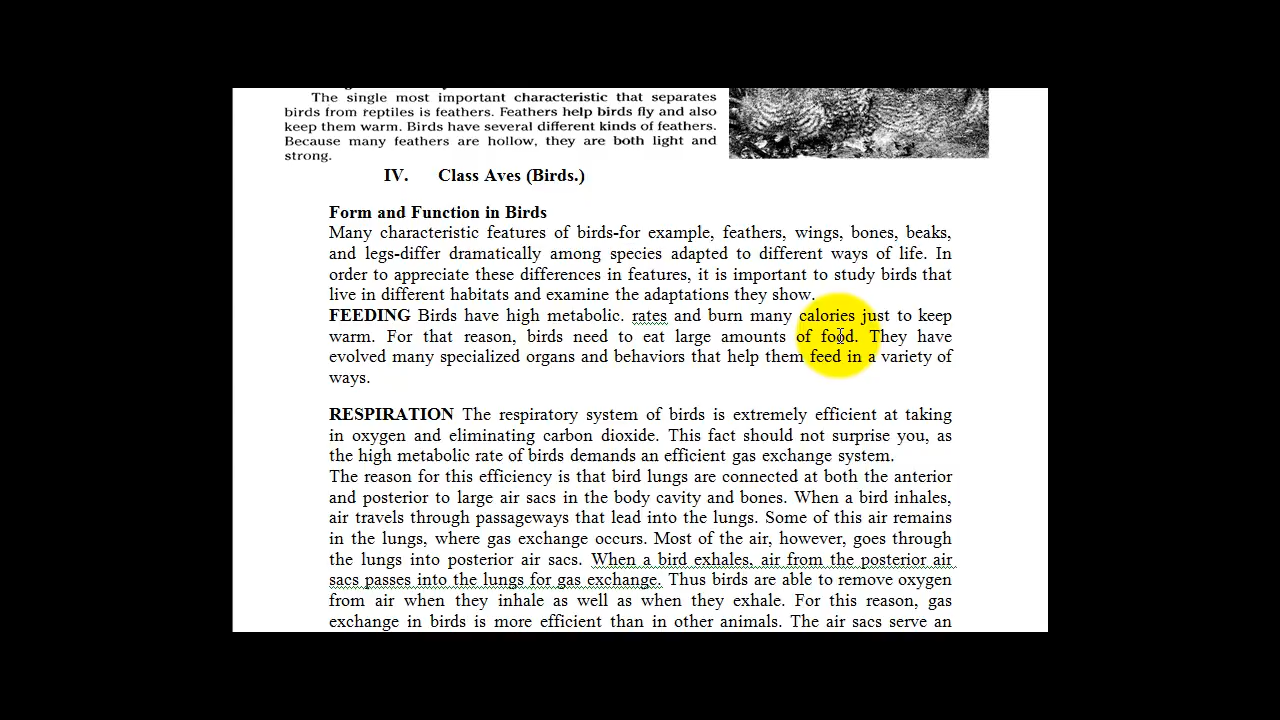 The single most important characteristic that separates
birds from reptiles is feathers. Feathers help birds fly and also
keep them warm. Birds have several different kinds of feathers.
Because many feathers are hollow, they are both light and
strong.
IV. Class Aves (Birds.)
Form and Function in Birds
Many characteristic features of birds-for example, feathers, wings, bones, beaks,
and legs-differ dramatically among species adapted to different ways of life. In
order to appreciate these differences in features, it is important to study birds that
live in different habitats and examine the adaptations they show.
FEEDING Birds have high metabolic. rates and burn many calories just to keep
warm. For that reason, birds need to eat large amounts of food. They have
evolved many specialized organs and behaviors that help them feed in a variety of
ways.
RESPIRATION The respiratory system of birds is extremely efficient at taking
in oxygen and eliminating carbon dioxide. This fact should not surprise you, as
the high metabolic rate of birds demands an efficient gas exchange system.
The reason for this efficiency is that bird lungs are connected at both the anterior
and posterior to large air sacs in the body cavity and bones. When a bird inhales,
air travels through passageways that lead into the lungs. Some of this air remains
in the lungs, where gas exchange occurs. Most of the air, however, goes through
the lungs into posterior air sacs. When a bird exhales, air from the posterior air
sacs passes into the lungs for gas exchange. Thus birds are able to remove oxygen
from air when they inhale as well as when they exhale. For this reason, gas
exchange in birds is more efficient than in other animals. The air sacs serve an